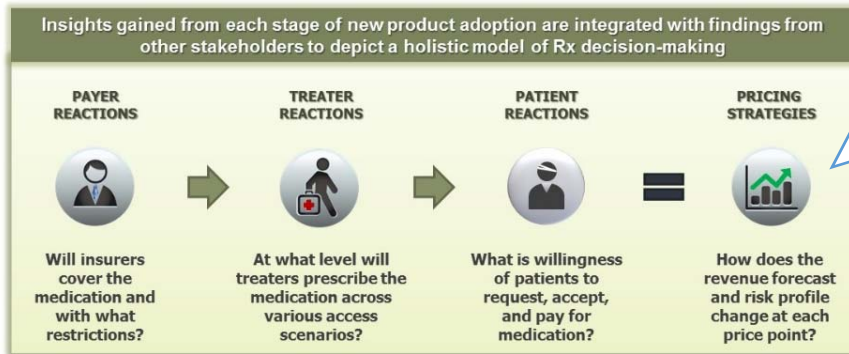 Insights gained from each stage of new product adoption are integrated with findings from
other stakeholders to depict a holistic model of Rx decision-making
PAYER
REACTIONS
Will insurers
cover the
medication and
with what
restrictions?
TREATER
REACTIONS
At what level will
treaters prescribe the
medication across
various access
scenarios?
PATIENT
REACTIONS
What is willingness
of patients to
request, accept,
and pay for
medication?
PRICING
STRATEGIES
How does the
revenue forecast
and risk profile
change at each
price point?